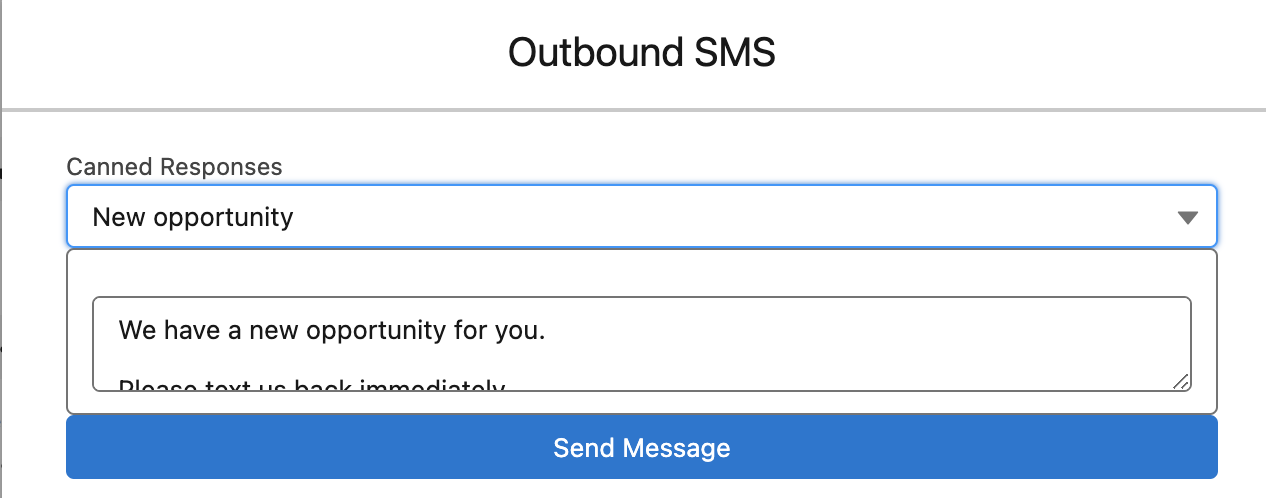 Outbound SMS
Canned Responses
New opportunity
We have a new opportunity for you.
Please text us back immediately
Send Message